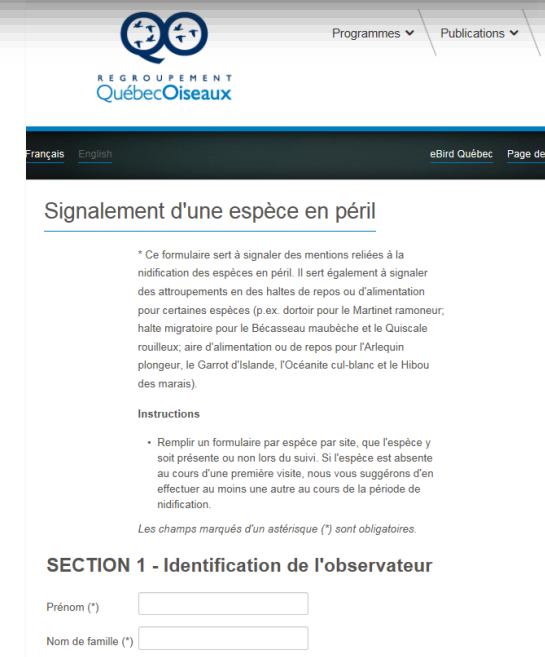 Programmes
Publications
REGROUPEMENT
QuébecOiseaux
Français English
eBird Québec Page de
Signalement d'une espèce en péril
* Ce formulaire sert à signaler des mentions reliées à la
nidification des espèces en péril. Il sert également à signaler
des attroupements en des haltes de repos ou d'alimentation
pour certaines espèces (p.ex. dortoir pour le Martinet ramoneur;
halte migratoire pour le Bécasseau maubèche et le Quiscale
rouilleux; aire d'alimentation ou de repos pour l'Arlequin
plongeur, le Garrot d'Islande, l'Océanite cul-blanc et le Hibou
des marais).
Instructions
• Remplir un formulaire par espèce par site, que l'espèce y
soit présente ou non lors du suivi. Si l'espèce est absente
au cours d'une première visite, nous vous suggérons d'en
effectuer au moins une autre au cours de la période de
nidification.
Les champs marqués d'un astérisque (*) sont obligatoires.
SECTION 1 - Identification de l'observateur
Prénom (*)
Nom de famille (*)